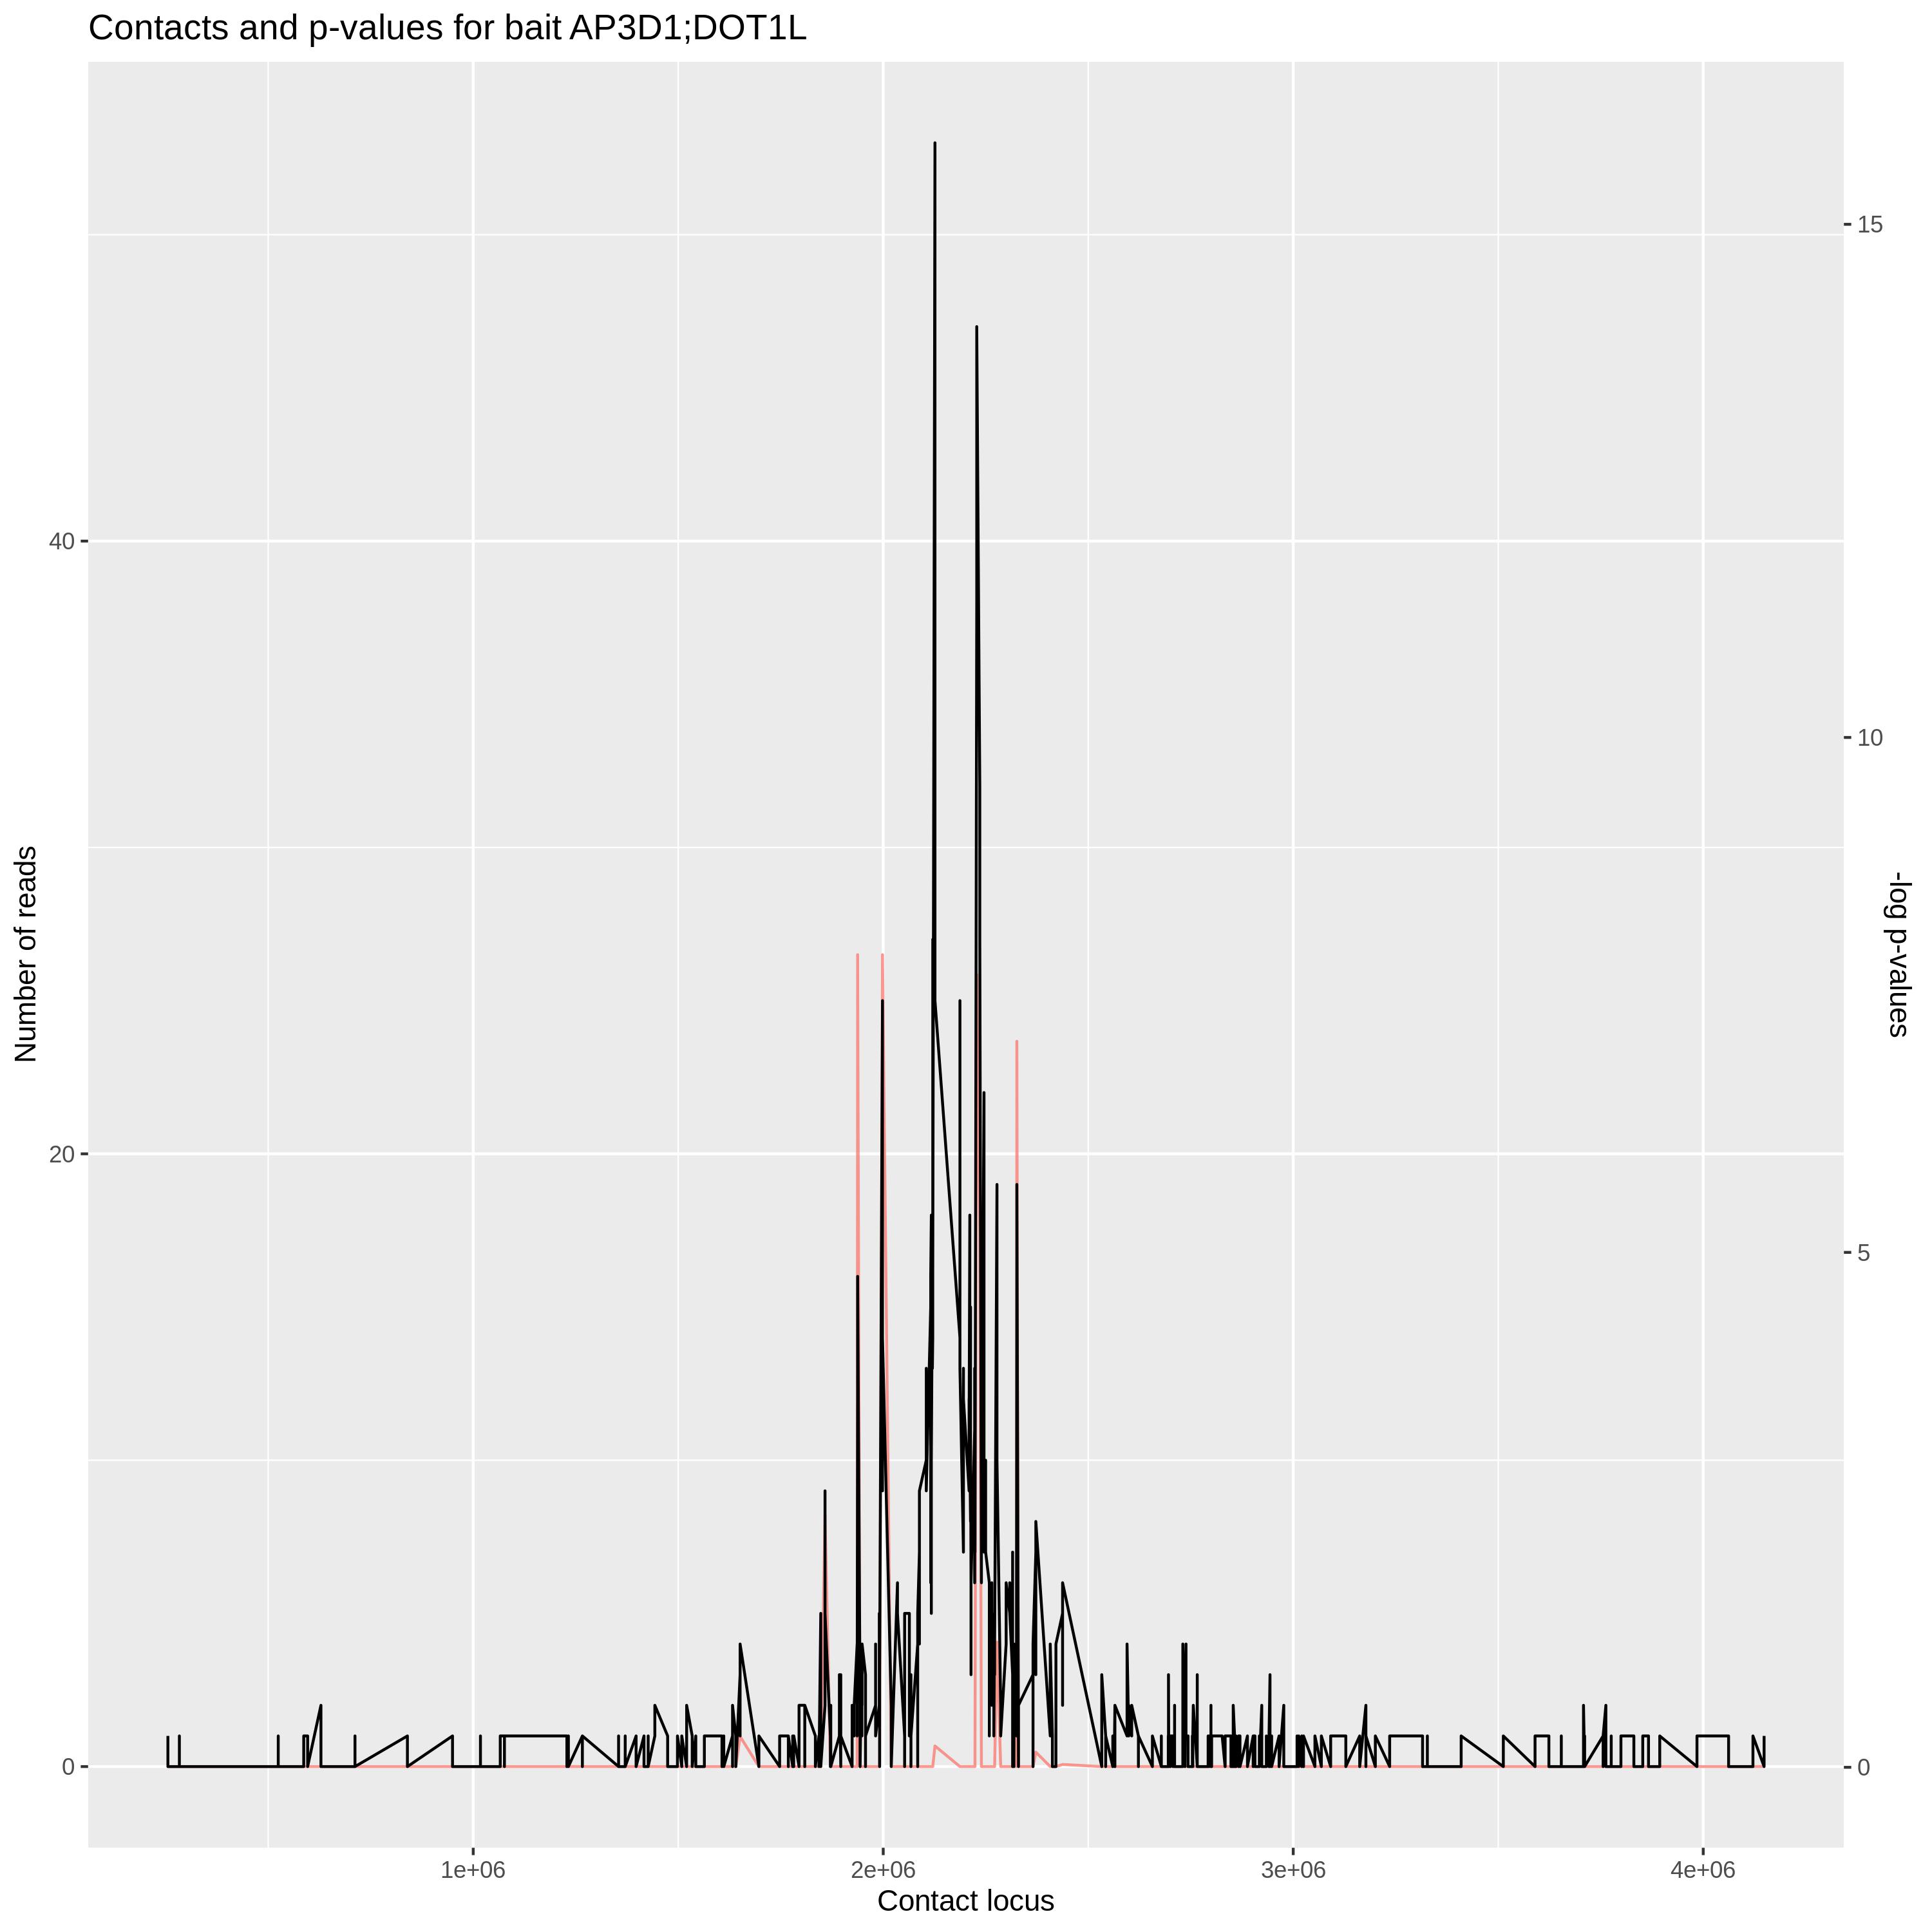 Contacts and p-values for bait AP3D1;DOT1L
Number of reads
40
20
0
15
10
5
0
-log p-values
1e+06 2e+06 3e+06 4e+06
Contact locus